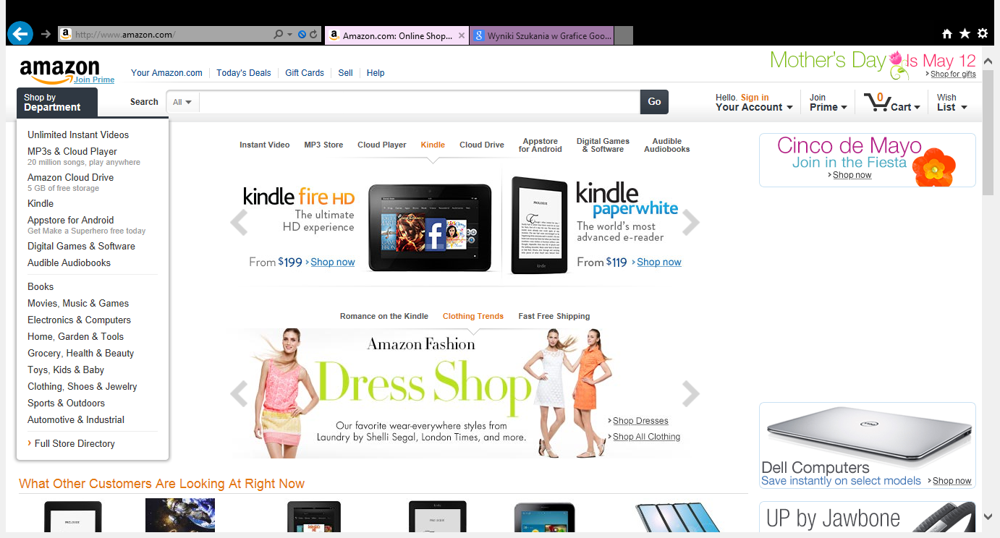 http://www.amazon.com/
Amazon.com: Online Shop...
Wyniki Szukania w Grafice Goo...
amazon
Join Prime
Your Amazon.com
Today's Deals
Gift Cards
Sell
Help
Mother's Day Is May 12
Shop for gifts
Shop by
Department
Search
All
Go
Hello. Sign in
Your Account
Join
Prime
0
Cart
Wish
List
Unlimited Instant Videos
MP3s & Cloud Player
20 million songs, play anywhere
Amazon Cloud Drive
5 GB of free storage
Kindle
Appstore for Android
Get Make a Superhero free today
Digital Games & Software
Audible Audiobooks
Books
Movies, Music & Games
Electronics & Computers
Home, Garden & Tools
Grocery, Health & Beauty
Toys, Kids & Baby
Clothing, Shoes & Jewelry
Sports & Outdoors
Automotive & Industrial
Full Store Directory
Instant Video
MP3 Store
Cloud Player
Kindle
Cloud Drive
Appstore
for Android
Digital Games
& Software
Audible
Audiobooks
kindle fire HD
The ultimate
HD experience
From $199
Shop now
PROLOGUE
kindle
kindle
paperwhite
The world's most
advanced e-reader
From $119
Shop now
Romance on the Kindle
Clothing Trends
Fast Free Shipping
Amazon Fashion
Dress Shop
Our favorite wear-everywhere styles from
Laundry by Shelli Segal, London Times, and more.
Shop Dresses
Shop All Clothing
Cinco de Mayo
Join in the Fiesta
Shop now
DELL
Dell Computers
Save instantly on select models
Shop now
UP by Jawbone
What Other Customers Are Looking At Right Now
PROLOGUE
kindle
PROLOGUE